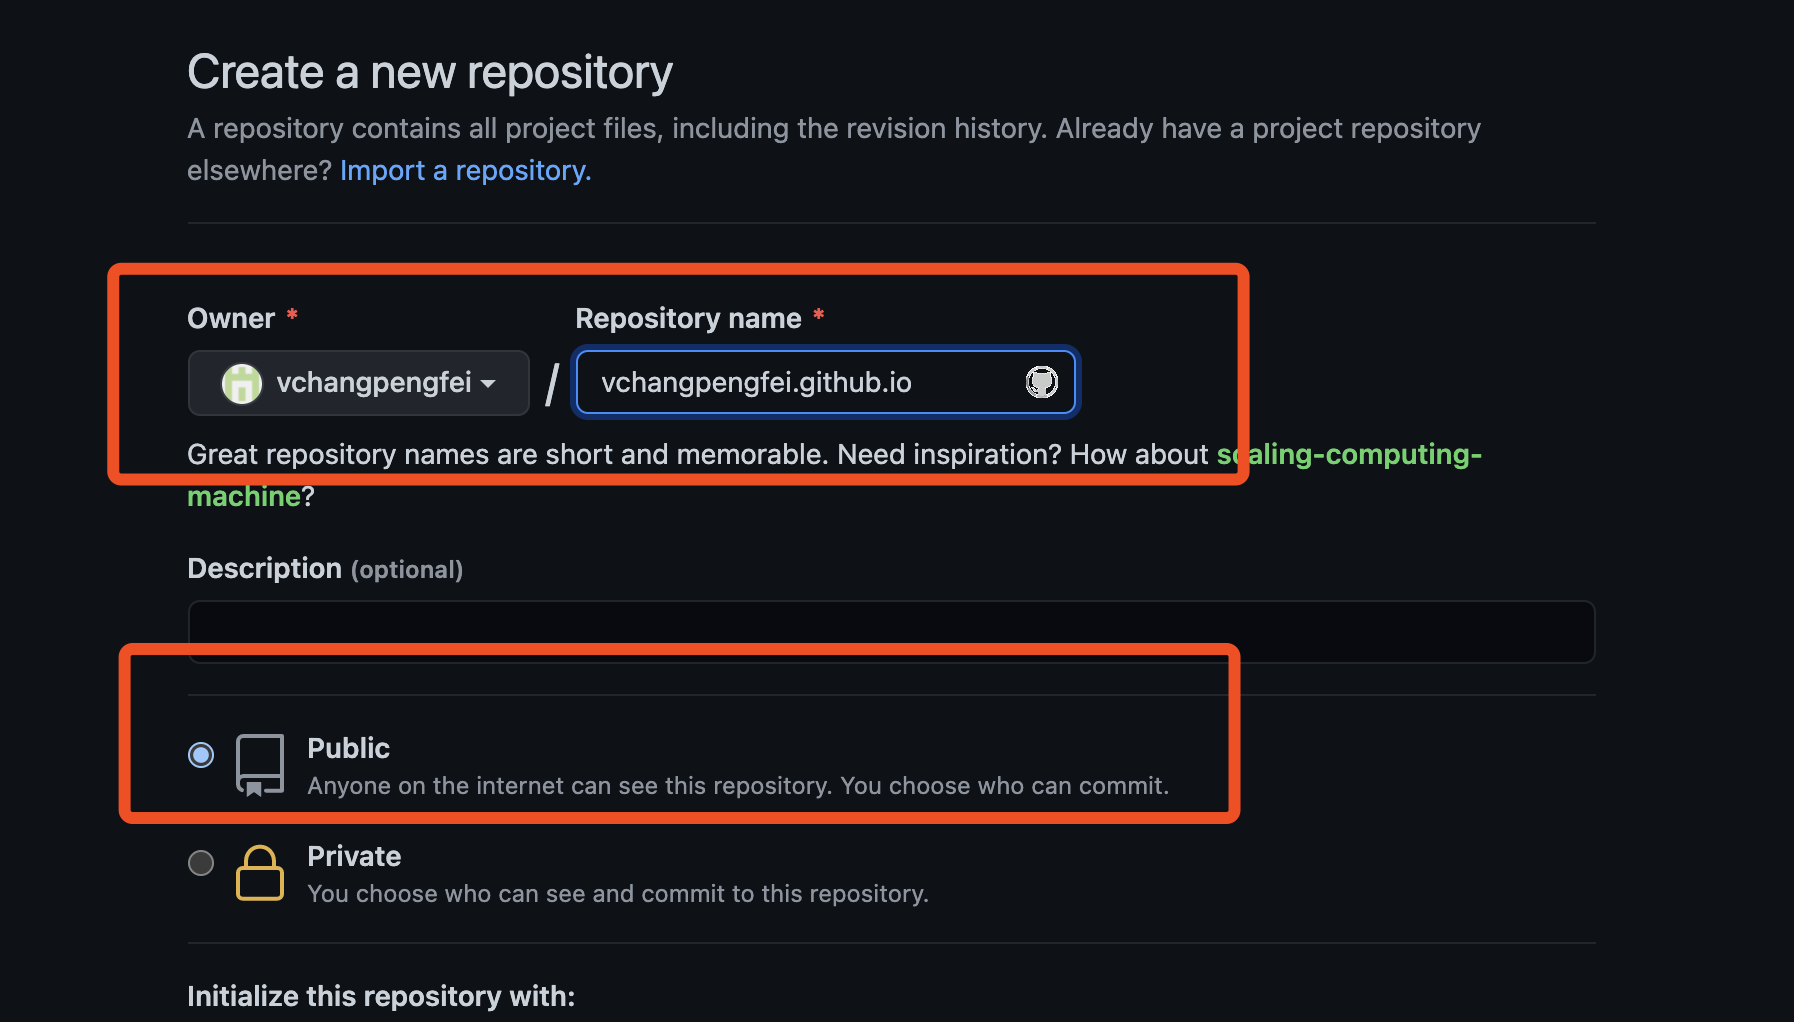 Create a new repository
A repository contains all project files, including the revision history. Already have a project repository
elsewhere? Import a repository.
Owner * Repository name *
vchangpengfei / vchangpengfei.github.io
Great repository names are short and memorable. Need inspiration? How about scaling-computing-
machine?
Description (optional)
Public
Anyone on the internet can see this repository. You choose who can commit.
Private
You choose who can see and commit to this repository.
Initialize this repository with: